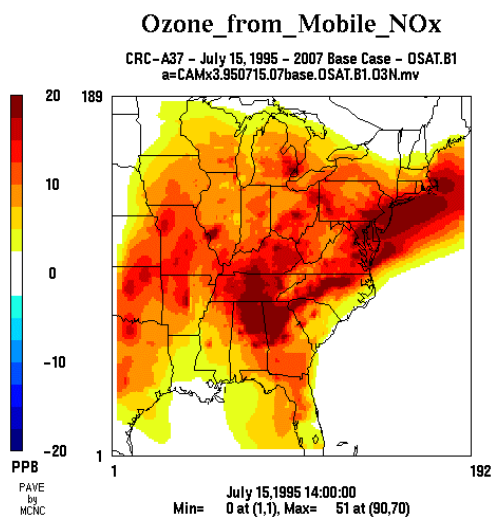 Ozone_from_Mobile_NOx
CRC-A37 - July 15, 1995 - 2007 Base Case - OSAT.B1
a=CAMx3.950715.07base.OSAT.B1.O3N.mv
20
10
0
-10
-20
PPB
PAVE
by
MCNC
189
1
1
192
July 15,1995 14:00:00
Min= 0 at (1,1), Max= 51 at (90,70)